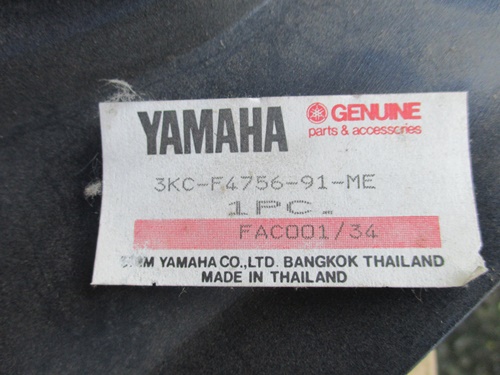 YAMAHA
GENUINE
parts & accessories
3KC-F4756-91-ME
1PC.
FAC001/34
YAMAHA CO., LTD. BANGKOK THAILAND
MADE IN THAILAND